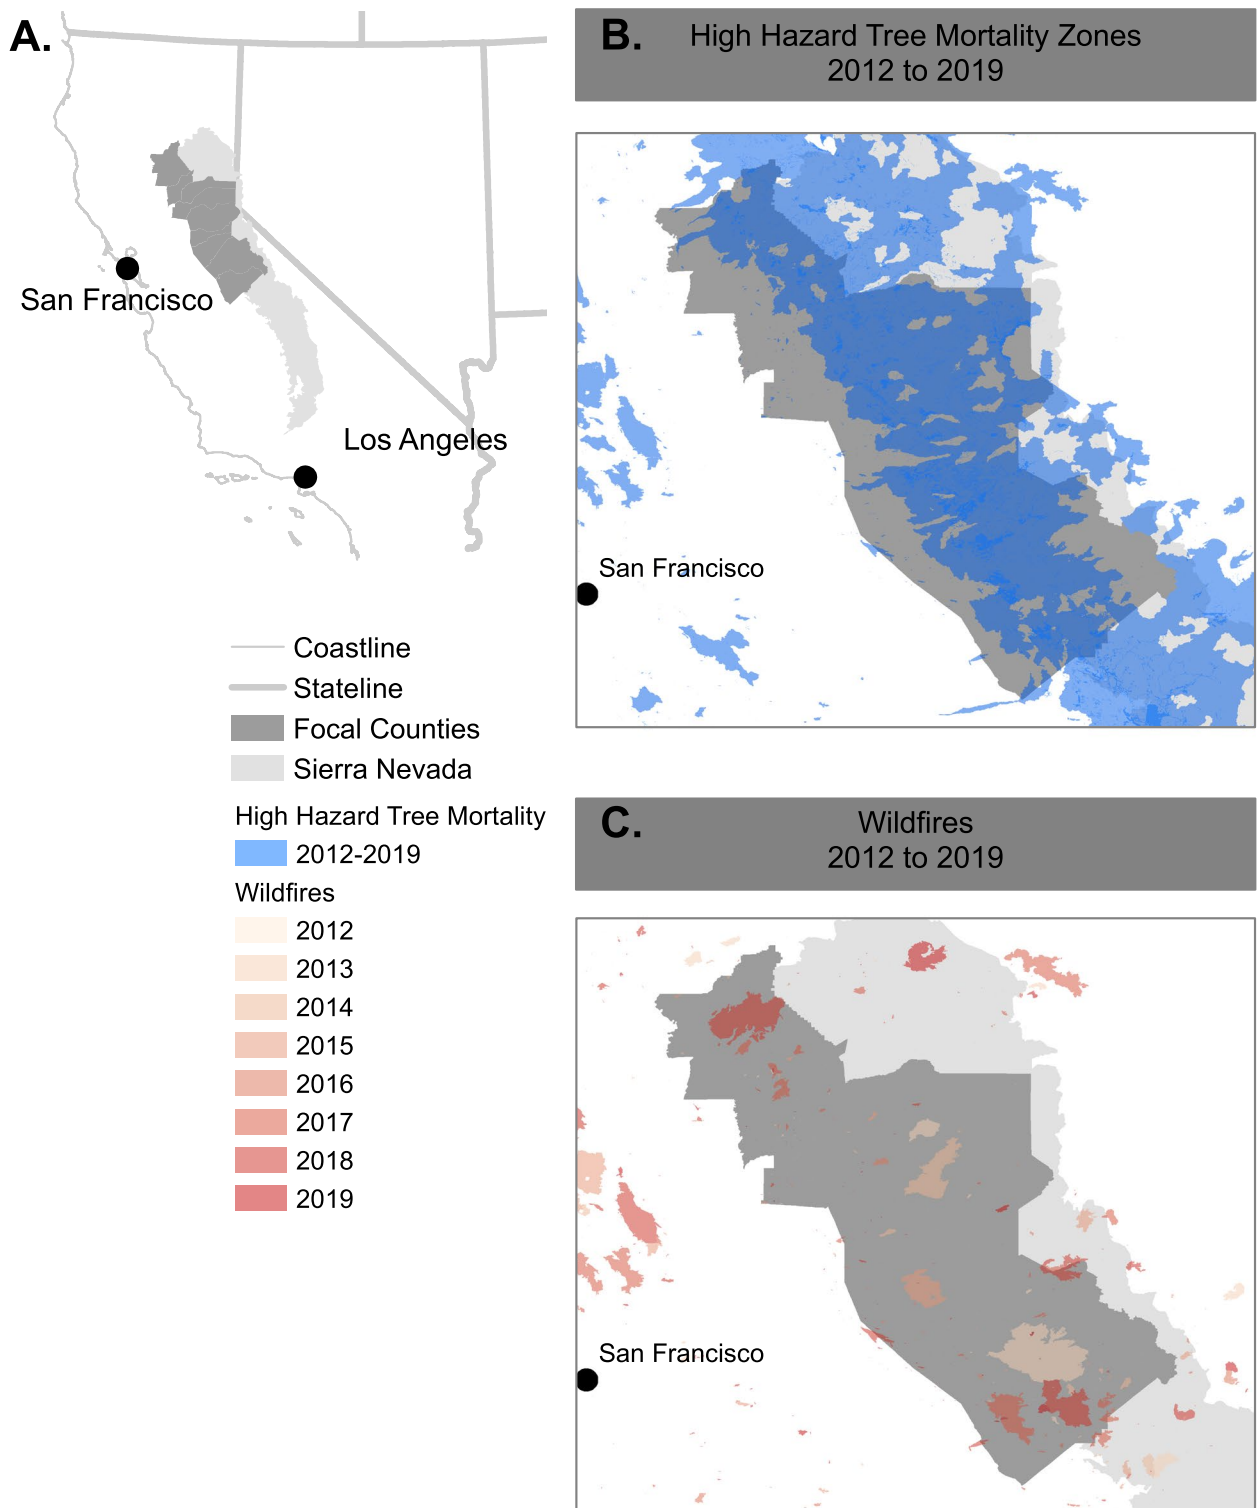 A.
San Francisco
Los Angeles
Coastline
Stateline
Focal Counties
Sierra Nevada
High Hazard Tree Mortality
2012-2019
Wildfires
2012
2013
2014
2015
2016
2017
2018
2019
B.
High Hazard Tree Mortality Zones
2012 to 2019
San Francisco
C.
Wildfires
2012 to 2019
San Francisco